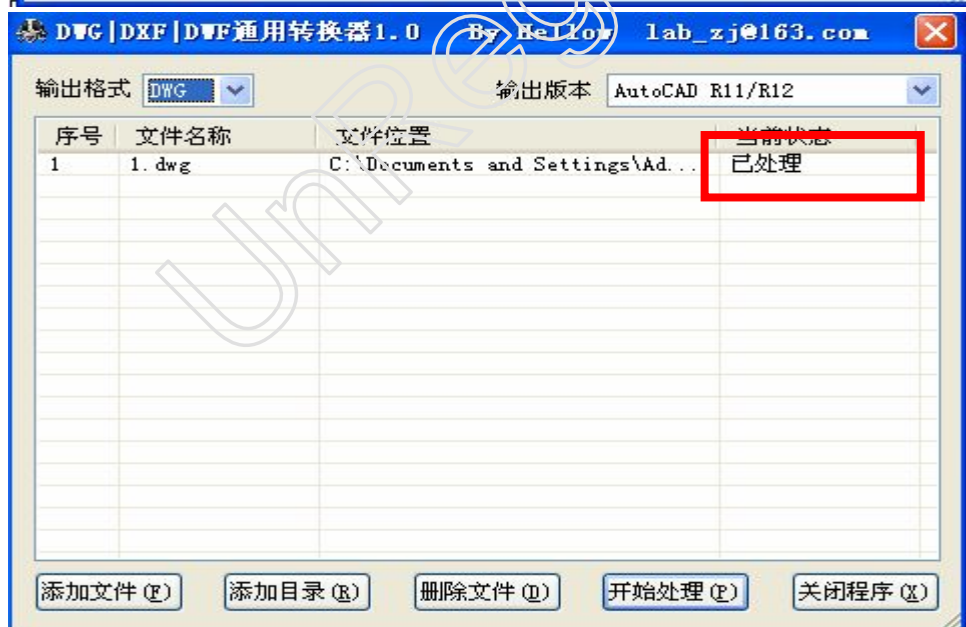 DWG|DXF|DWF通用转换器1.0 By Hellow lab_zj@163.com
输出格式 DWG 输出版本 AutoCAD R11/R12
序号 文件名称 文件位置 当前状态
1 1.dwg C:\Documents and Settings\Ad... 已处理
添加文件(F) 添加目录(R) 删除文件(D) 开始处理(P) 关闭程序(X)
UnReg